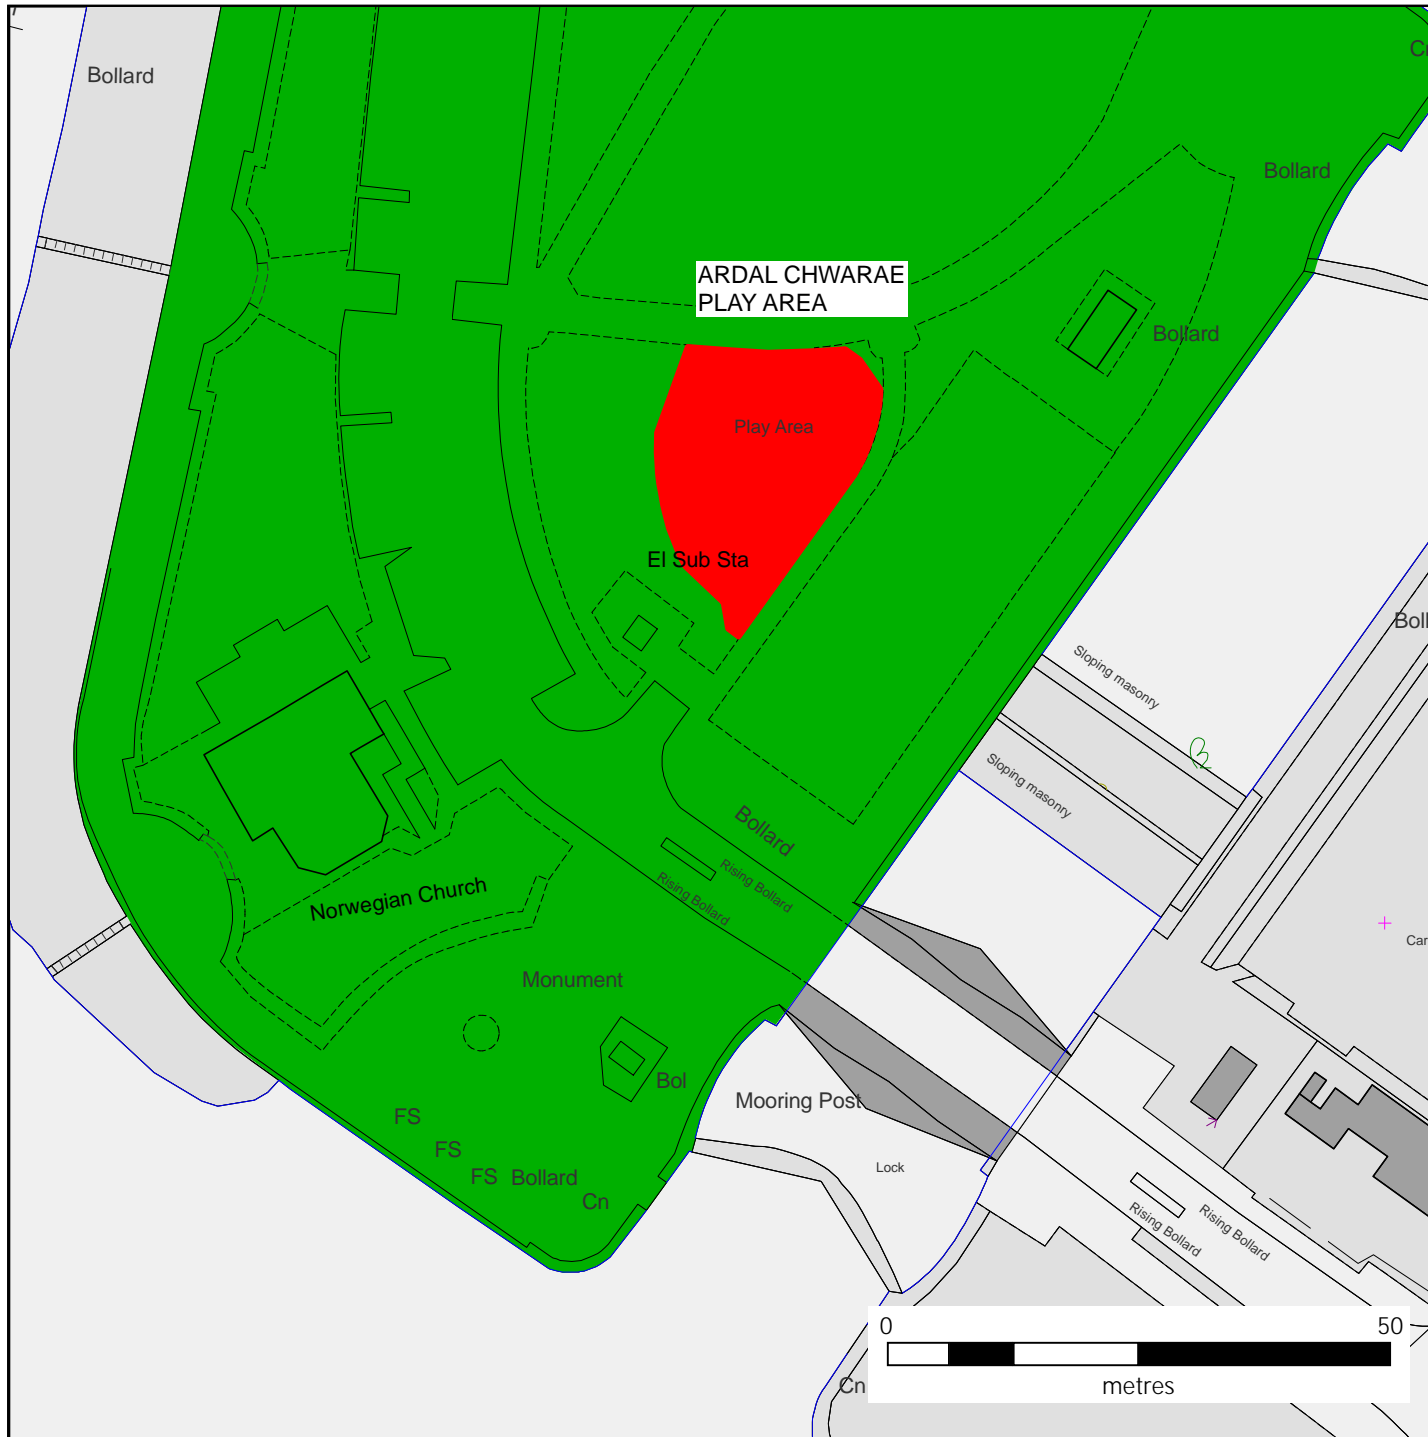 Bollard
Bollard
ARDAL CHWARAE
PLAY AREA
Bollard
Play Area
El Sub Sta
Sloping masonry
Sloping masonry
Bollard
Rising Bollard
Rising Bollard
Norwegian Church
Monument
Bol
Mooring Post
FS
FS
FS
Bollard
Cn
Lock
Rising Bollard
Rising Bollard
0
50
metres
Cn